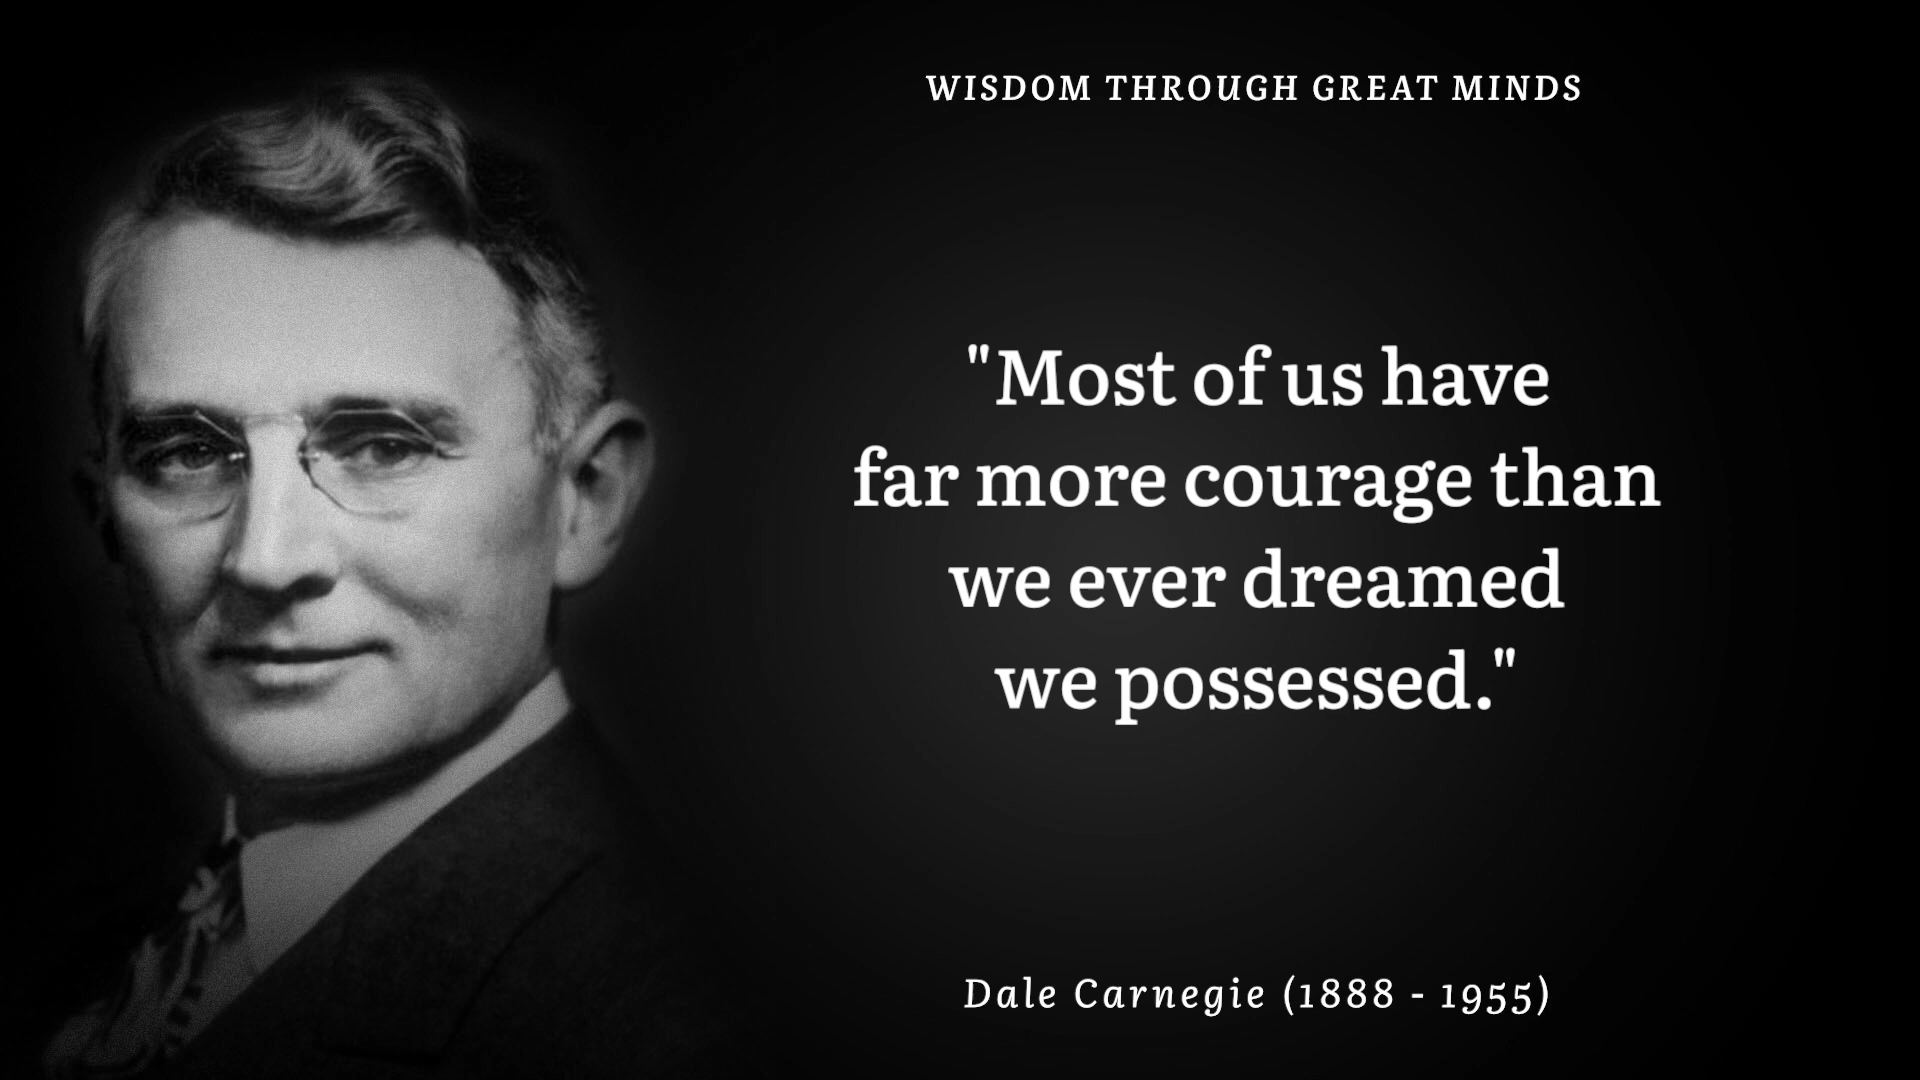 WISDOM THROUGH GREAT MINDS
"Most of us have
far more courage than
we ever dreamed
we possessed."
Dale Carnegie (1888 - 1955)